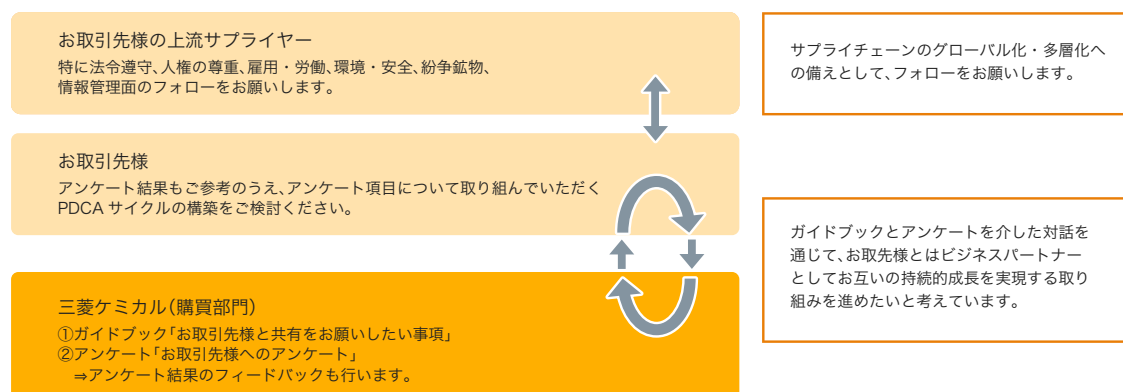 お取引先様の上流サプライヤー
特に法令遵守、人権の尊重、雇用・労働、環境・安全、紛争鉱物、
情報管理面のフォローをお願いします。
サプライチェーンのグローバル化・多層化へ
の備えとして、フォローをお願いします。
お取引先様
アンケート結果もご参考のうえ、アンケート項目について取り組んでいただく
PDCA サイクルの構築をご検討ください。
ガイドブックとアンケートを介した対話を
通じて、お取先様とはビジネスパートナー
としてお互いの持続的成長を実現する取り
組みを進めたいと考えています。
三菱ケミカル（購買部門）
①ガイドブック「お取引先様と共有をお願いしたい事項」
②アンケート「お取引先様へのアンケート」
⇒アンケート結果のフィードバックも行います。